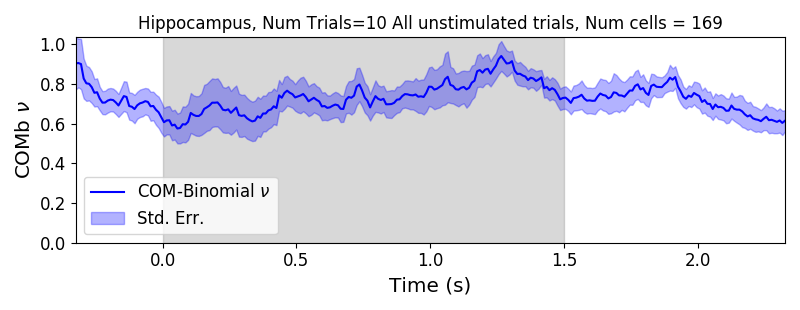 Hippocampus, Num Trials=10 All unstimulated trials, Num cells = 169
1.0
0.8
0.6
0.4
0.2
0.0
COMb ν
COM-Binomial ν
Std. Err.
0.0 0.5 1.0 1.5 2.0
Time (s)